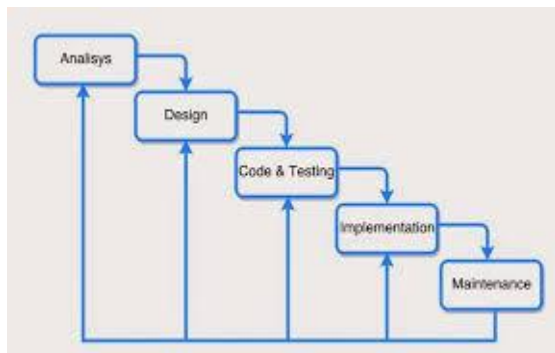 Analisys
Design
Code & Testing
Implementation
Maintenance